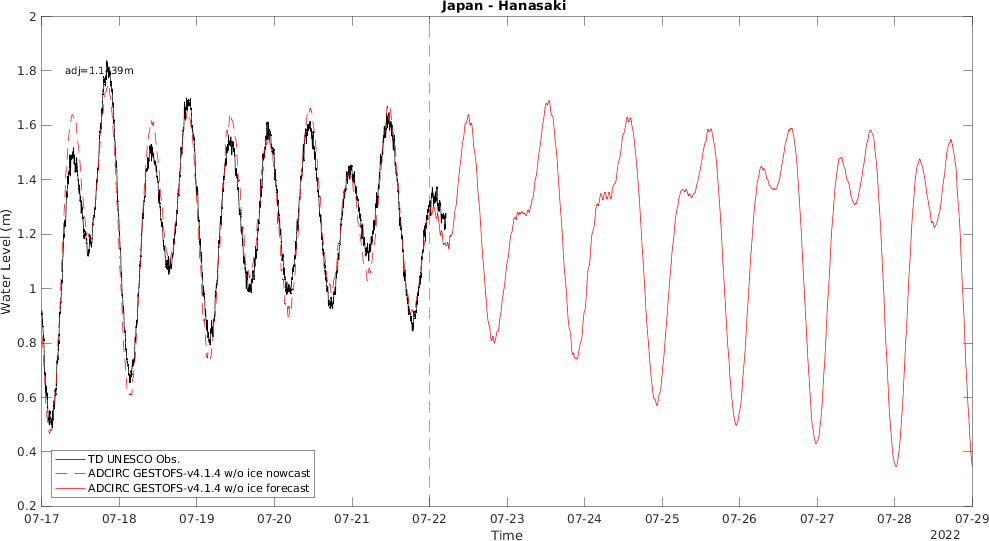 Japan - Hanasaki
Water Level (m)
2
1.8
1.6
1.4
1.2
1
0.8
0.6
0.4
0.2
TD UNESCO Obs.
ADCIRC GESTOFS-v4.1.4 w/o ice nowcast
ADCIRC GESTOFS-v4.1.4 w/o ice forecast
07-17 07-18 07-19 07-20 07-21 07-22 07-23 07-24 07-25 07-26 07-27 07-28 07-29
Time
2022